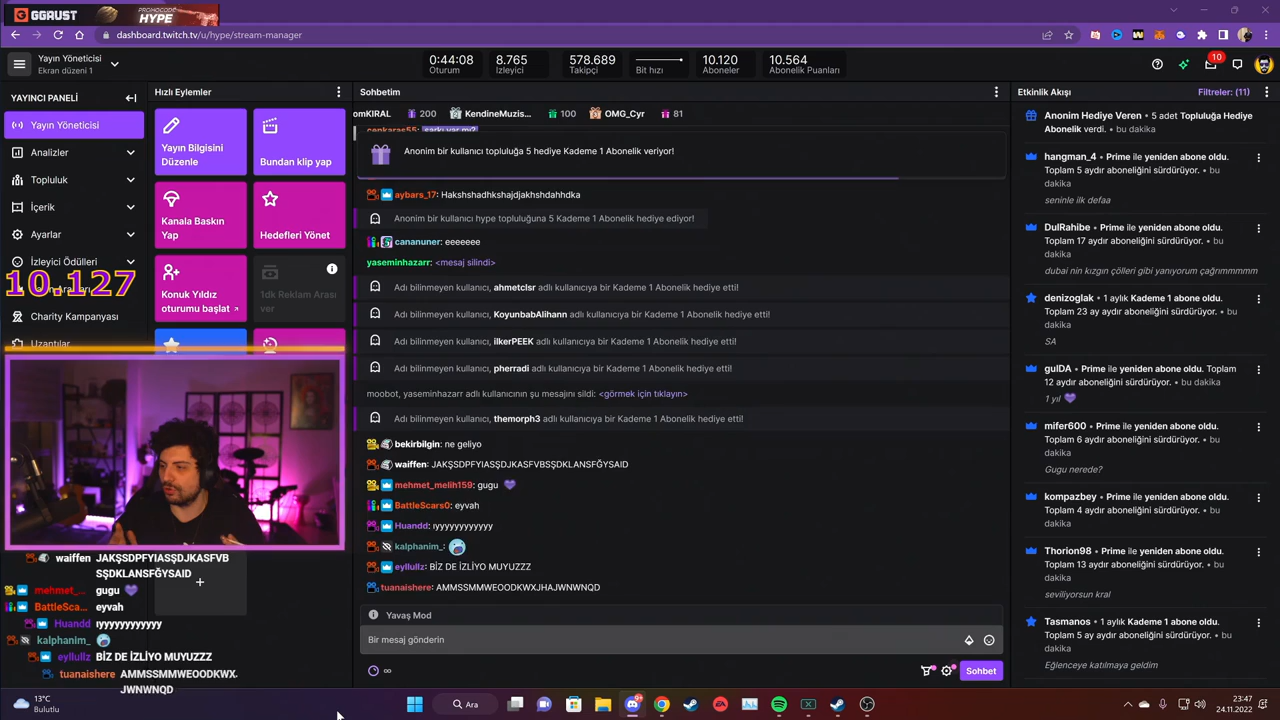 GGRUST
PROMOCODE
HYPE
dashboard.twitch.tv/u/hype/stream-manager
Yayın Yöneticisi
Ekran düzeni 1
0:44:08
Oturum
8.765
İzleyici
578.689
Takipçi
Bit hızı
10.120
Aboneler
10.564
Abonelik Puanları
10
YAYINCI PANELİ
Yayın Yöneticisi
Analizler
Topluluk
İçerik
Ayarlar
İzleyici Ödülleri
10.127
Charity Kampanyası
Uzantılar
Hızlı Eylemler
Yayın Bilgisini
Düzenle
Bundan klip yap
Kanala Baskın
Yap
Hedefleri Yönet
Konuk Yıldız
oturumu başlat
1dk Reklam Arası
ver
Sohbetim
omKIRAL 200 KendineMuzis... 100 OMG_Cyr 81
cenkaras55: şarkı var mı?
Anonim bir kullanıcı topluluğa 5 hediye Kademe 1 Abonelik veriyor!
aybars_17: Hakshshadhkshajdjakhshdahhdka
Anonim bir kullanıcı hype topluluğuna 5 Kademe 1 Abonelik hediye ediyor!
cananuner: eeeeeee
yaseminhazarr: <mesaj silindi>
Adı bilinmeyen kullanıcı, ahmetclsr adlı kullanıcıya bir Kademe 1 Abonelik hediye etti!
Adı bilinmeyen kullanıcı, KoyunbabAlihann adlı kullanıcıya bir Kademe 1 Abonelik hediye etti!
Adı bilinmeyen kullanıcı, ilkerPEEK adlı kullanıcıya bir Kademe 1 Abonelik hediye etti!
Adı bilinmeyen kullanıcı, pherradi adlı kullanıcıya bir Kademe 1 Abonelik hediye etti!
moobot, yaseminhazarr adlı kullanıcının şu mesajını sildi: <görmek için tıklayın>
Adı bilinmeyen kullanıcı, themorph3 adlı kullanıcıya bir Kademe 1 Abonelik hediye etti!
bekirbilgin: ne geliyo
waiffen: JAKŞSDPFYIASŞDJKASFVBSŞDKLANSFĞYSAID
mehmet_melih159: gugu
BattleScars0: eyvah
Huandd: ıyyyyyyyyyyyy
kalphanim_:
eyllullz: BİZ DE İZLİYO MUYUZZZ
tuanaishere: AMMSSMMWEOODKWXJHAJWNWNQD
Yavaş Mod
Bir mesaj gönderin
∞
Sohbet
Etkinlik Akışı
Filtreler: (11)
Anonim Hediye Veren • 5 adet Topluluğa Hediye
Abonelik verdi. • bu dakika
hangman_4 • Prime ile yeniden abone oldu.
Toplam 5 aydır aboneliğini sürdürüyor. • bu
dakika
seninle ilk defaa
DulRahibe • Prime ile yeniden abone oldu.
Toplam 17 aydır aboneliğini sürdürüyor. • bu
dakika
dubai nin kızgın çölleri gibi yanıyorum çağrımmmmm
denizoglak • 1 aylık Kademe 1 abone oldu.
Toplam 23 ay aydır aboneliğini sürdürüyor. • bu
dakika
SA
gulDA • Prime ile yeniden abone oldu. Toplam
12 aydır aboneliğini sürdürüyor. • bu dakika
1 yıl
mifer600 • Prime ile yeniden abone oldu.
Toplam 6 aydır aboneliğini sürdürüyor. • bu
dakika
Gugu nerede?
kompazbey • Prime ile yeniden abone oldu.
Toplam 4 aydır aboneliğini sürdürüyor. • bu
dakika
Thorion98 • Prime ile yeniden abone oldu.
Toplam 13 aydır aboneliğini sürdürüyor. • bu
dakika
seviliyorsun kral
Tasmanos • 1 aylık Kademe 1 abone oldu.
Toplam 5 ay aydır aboneliğini sürdürüyor. • bu
dakika
Eğlenceye katılmaya geldim
waiffen JAKŞSDPFYIASŞDJKASFVB
SŞDKLANSFĞYSAID
mehmet_ gugu
BattleSca... eyvah
Huandd ıyyyyyyyyyyyy
kalphanim_
eyllullz BİZ DE İZLİYO MUYUZZZ
tuanaishere AMMSSMMWEOODKWXJ
JWNWNQD
13°C
Bulutlu
Ara
23:47
24.11.2022